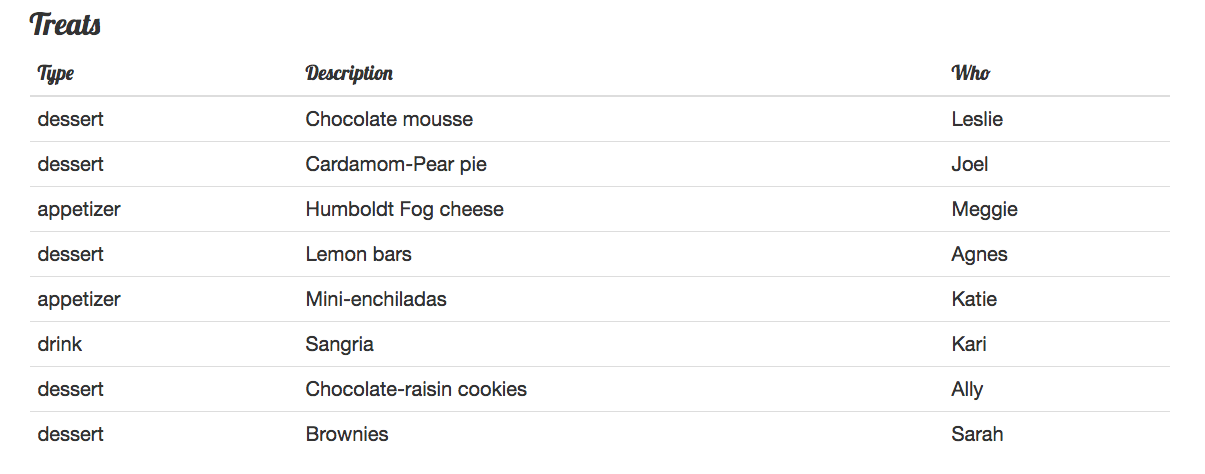 Treats
Type Description Who
dessert Chocolate mousse Leslie
dessert Cardamom-Pear pie Joel
appetizer Humboldt Fog cheese Meggie
dessert Lemon bars Agnes
appetizer Mini-enchiladas Katie
drink Sangria Kari
dessert Chocolate-raisin cookies Ally
dessert Brownies Sarah